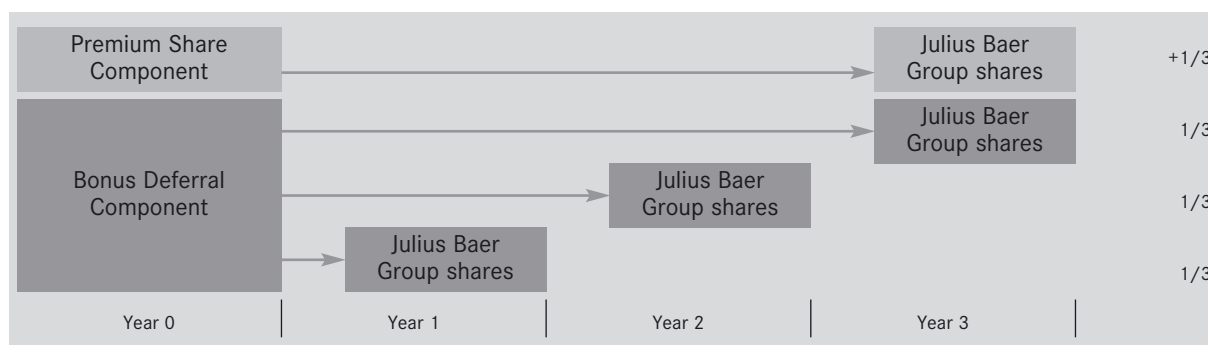 Premium Share
Component
Julius Baer
Group shares
+1/3
Julius Baer
Group shares
1/3
Bonus Deferral
Component
Julius Baer
Group shares
1/3
Julius Baer
Group shares
1/3
Year 0
Year 1
Year 2
Year 3